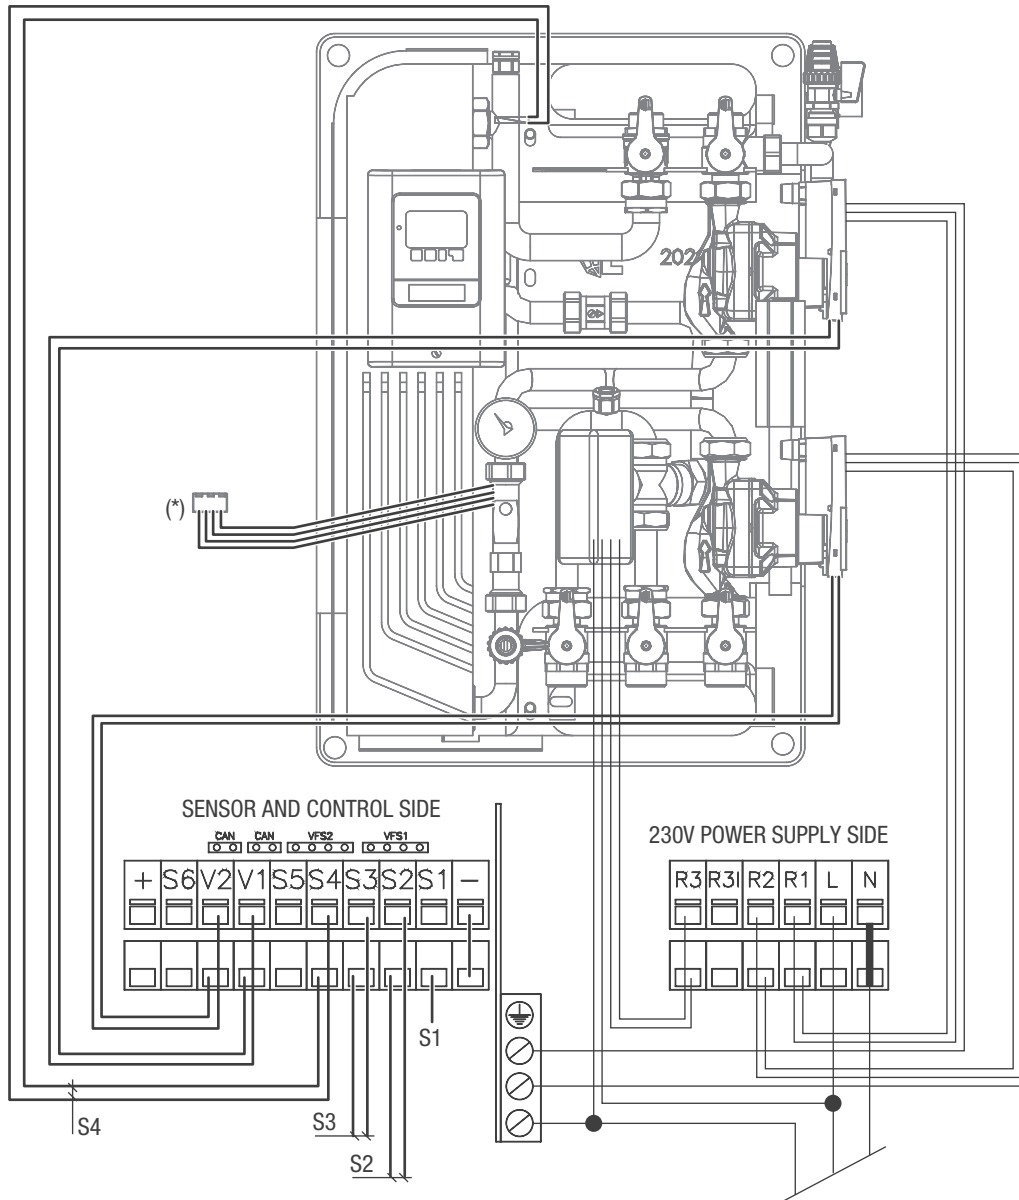 202
(*)
SENSOR AND CONTROL SIDE
CAN CAN VFS2 VFS1
+ S6 V2 V1 S5 S4 S3 S2 S1 −
230V POWER SUPPLY SIDE
R3 R3I R2 R1 L N
S1
S4
S3
S2